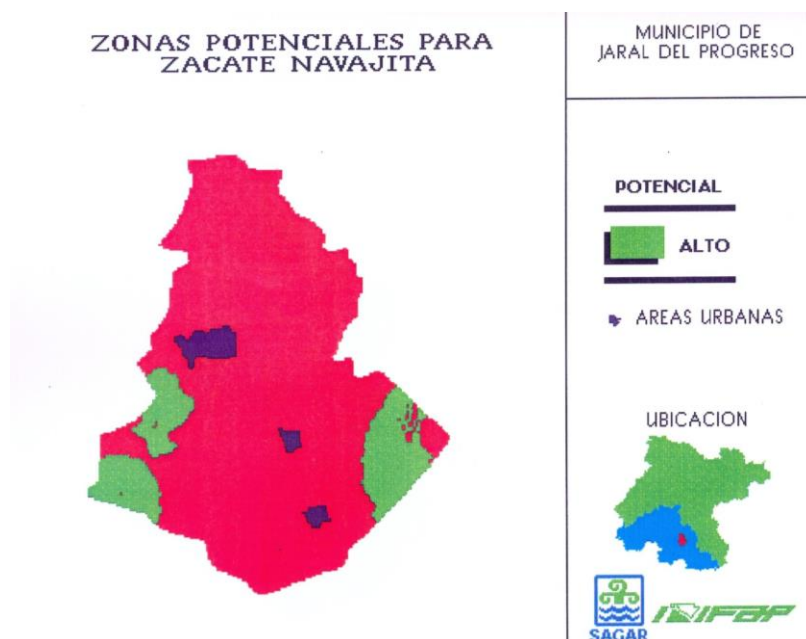 ZONAS POTENCIALES PARA
ZACATE NAVAJITA
MUNICIPIO DE
JARAL DEL PROGRESO
POTENCIAL
ALTO
AREAS URBANAS
UBICACION
SAGAR
INIFAP